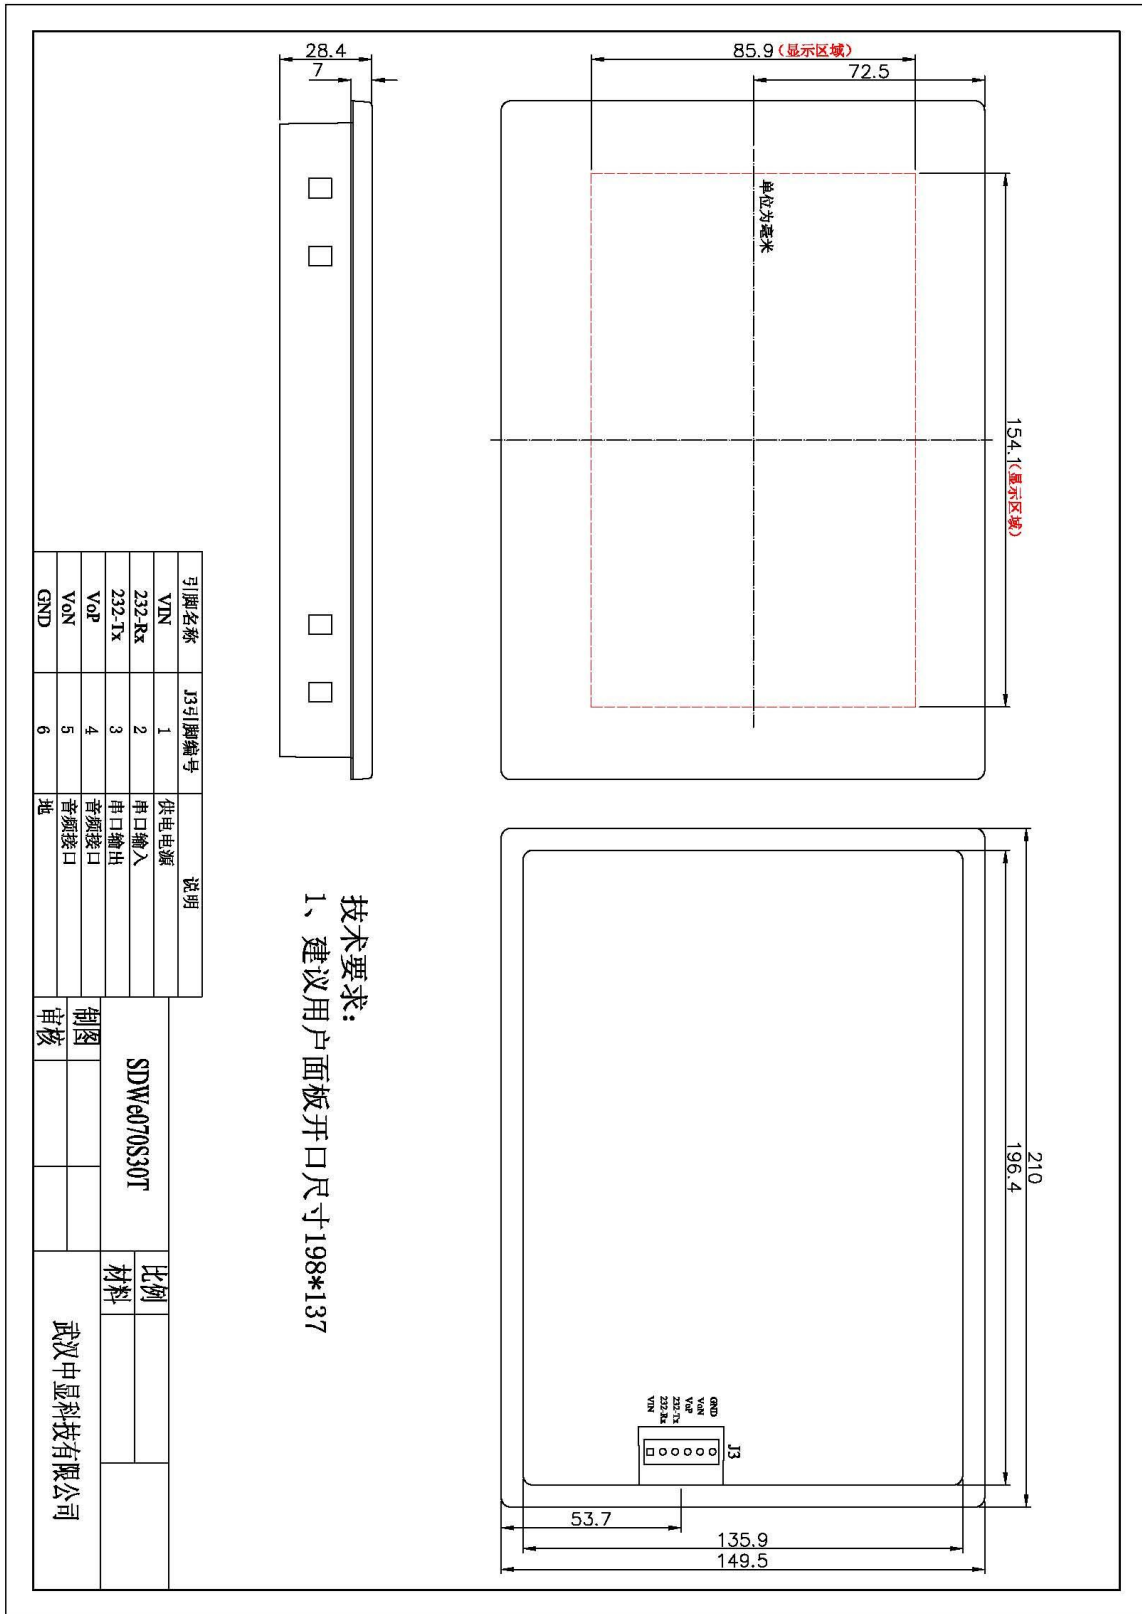 85.9(显示区域)
72.5
28.4
7
单位为毫米
154.1(显示区域)
210
196.4
GND
VoN
VoP
232-Tx
232-Rx
VIN
J3
53.7
135.9
149.5
技术要求：
1、建议用户面板开口尺寸198*137
引脚名称 J3引脚编号 说明
VIN 1 供电电源
232-Rx 2 串口输入
232-Tx 3 串口输出
VoP 4 音频接口
VoN 5 音频接口
GND 6 地
SDWe070S30T
制图
审核
比例
材料
武汉中显科技有限公司